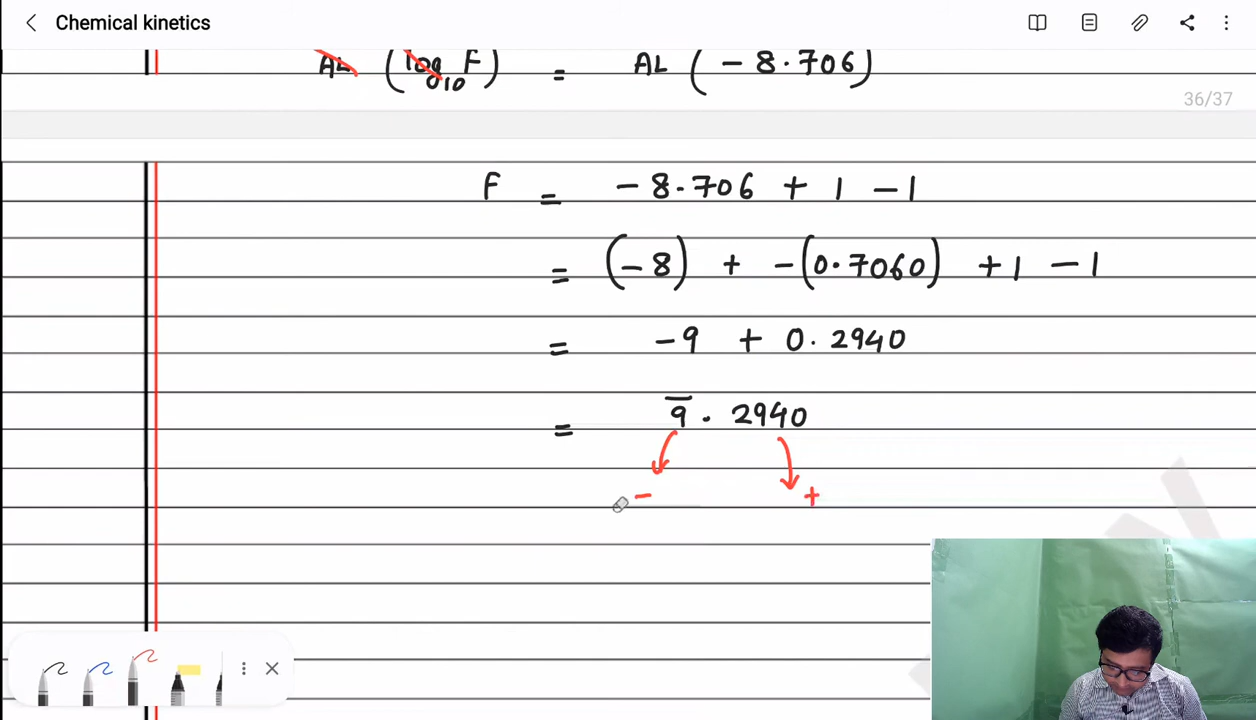 Chemical kinetics
AL (log₁₀ F) = AL (-8.706)
36/37
F = -8.706 + 1 -1
= (-8) + -(0.7060) +1 -1
= -9 + 0.2940
= 9̅.2940
- +